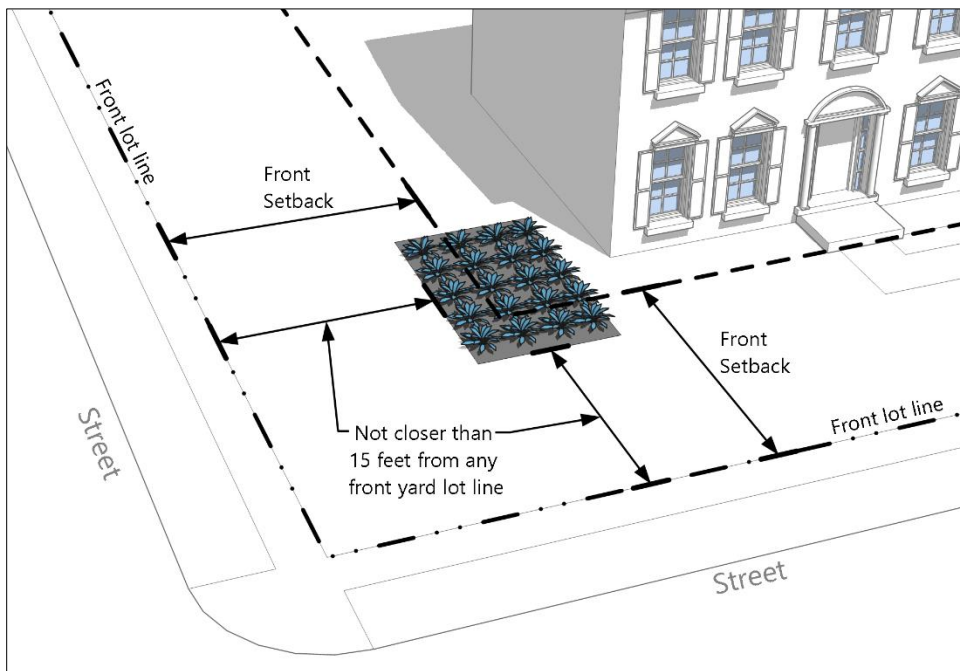 Front lot line
Front
Setback
Front
Setback
Not closer than
15 feet from any
front yard lot line
Front lot line
Street
Street